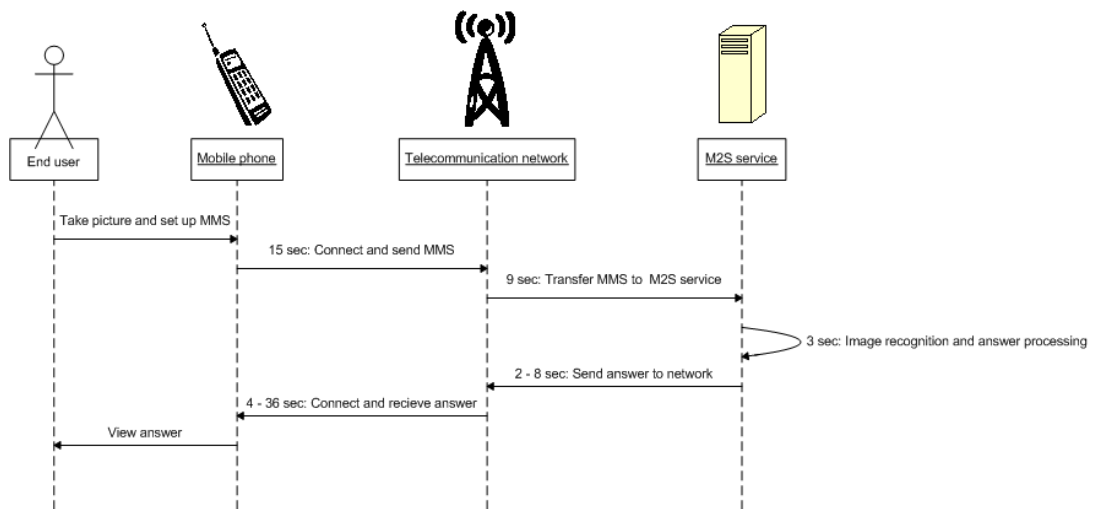 End user
Mobile phone
Telecommunication network
M2S service
Take picture and set up MMS
15 sec: Connect and send MMS
9 sec: Transfer MMS to M2S service
3 sec: Image recognition and answer processing
2 - 8 sec: Send answer to network
4 - 36 sec: Connect and recieve answer
View answer